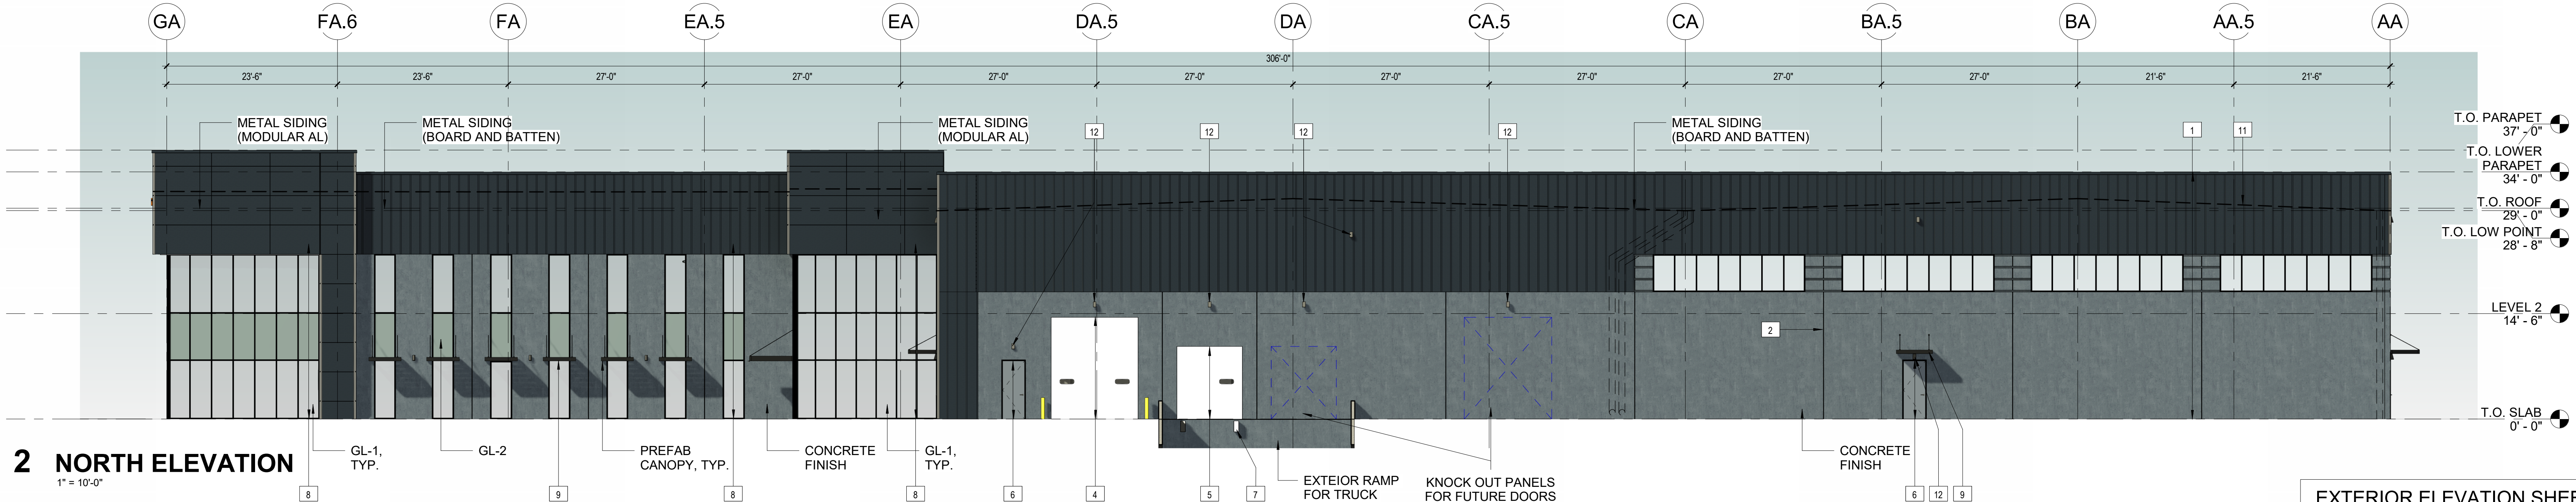 GA FA.6 FA EA.5 EA DA.5 DA CA.5 CA BA.5 BA AA.5 AA
306'-0"
23'-6" 23'-6" 27'-0" 27'-0" 27'-0" 27'-0" 27'-0" 27'-0" 27'-0" 27'-0" 21'-6" 21'-6"
METAL SIDING
(MODULAR AL)
METAL SIDING
(BOARD AND BATTEN)
METAL SIDING
(MODULAR AL)
12 12 12 12
METAL SIDING
(BOARD AND BATTEN)
1 11
T.O. PARAPET
37' - 0"
T.O. LOWER
PARAPET
34' - 0"
T.O. ROOF
29' - 0"
T.O. LOW POINT
28' - 8"
LEVEL 2
14' - 6"
2
T.O. SLAB
0' - 0"
2 NORTH ELEVATION
1" = 10'-0"
GL-1,
TYP.
GL-2
PREFAB
CANOPY, TYP.
CONCRETE
FINISH
GL-1,
TYP.
EXTEIOR RAMP
FOR TRUCK
KNOCK OUT PANELS
FOR FUTURE DOORS
CONCRETE
FINISH
8 9 8 8 6 4 5 7 6 12 9